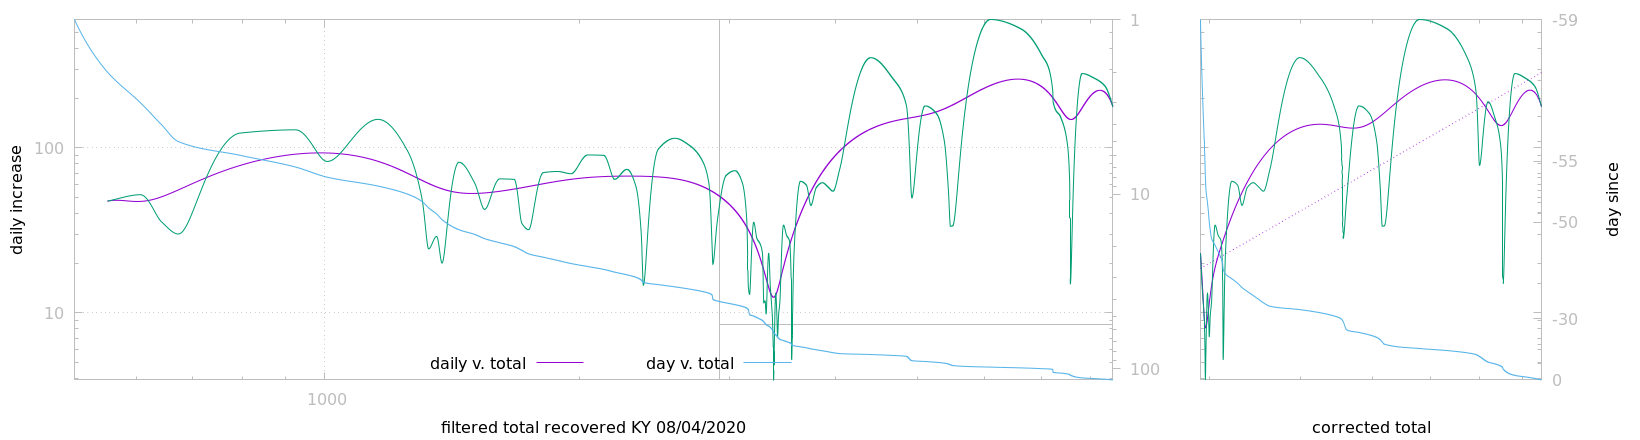 daily increase
100
10
1000
daily v. total
day v. total
filtered total recovered KY 08/04/2020
1
10
100
-59
-55
-50
-30
0
day since
corrected total